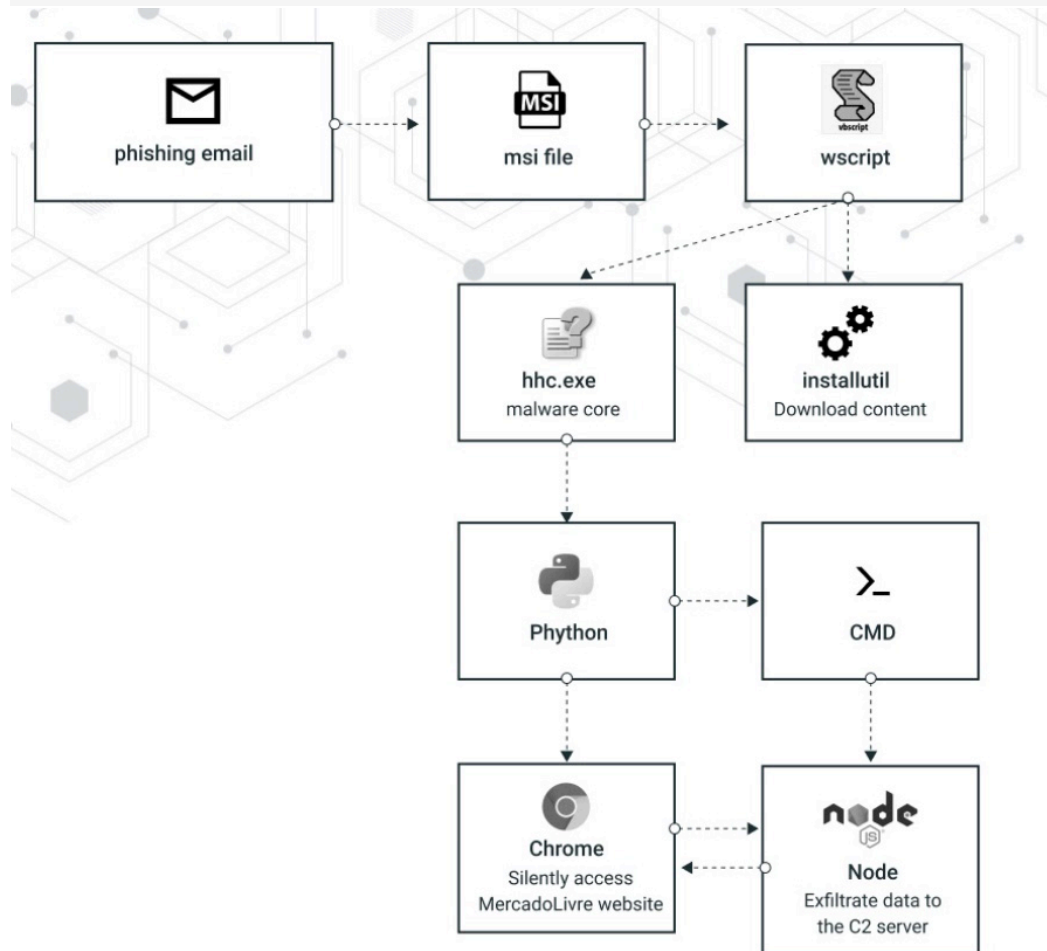 MSI
vbscript
phishing email
msi file
wscript
hhc.exe
malware core
installutil
Download content
>_
Phython
CMD
node
JS
Chrome
Silently access
MercadoLivre website
Node
Exfiltrate data to
the C2 server